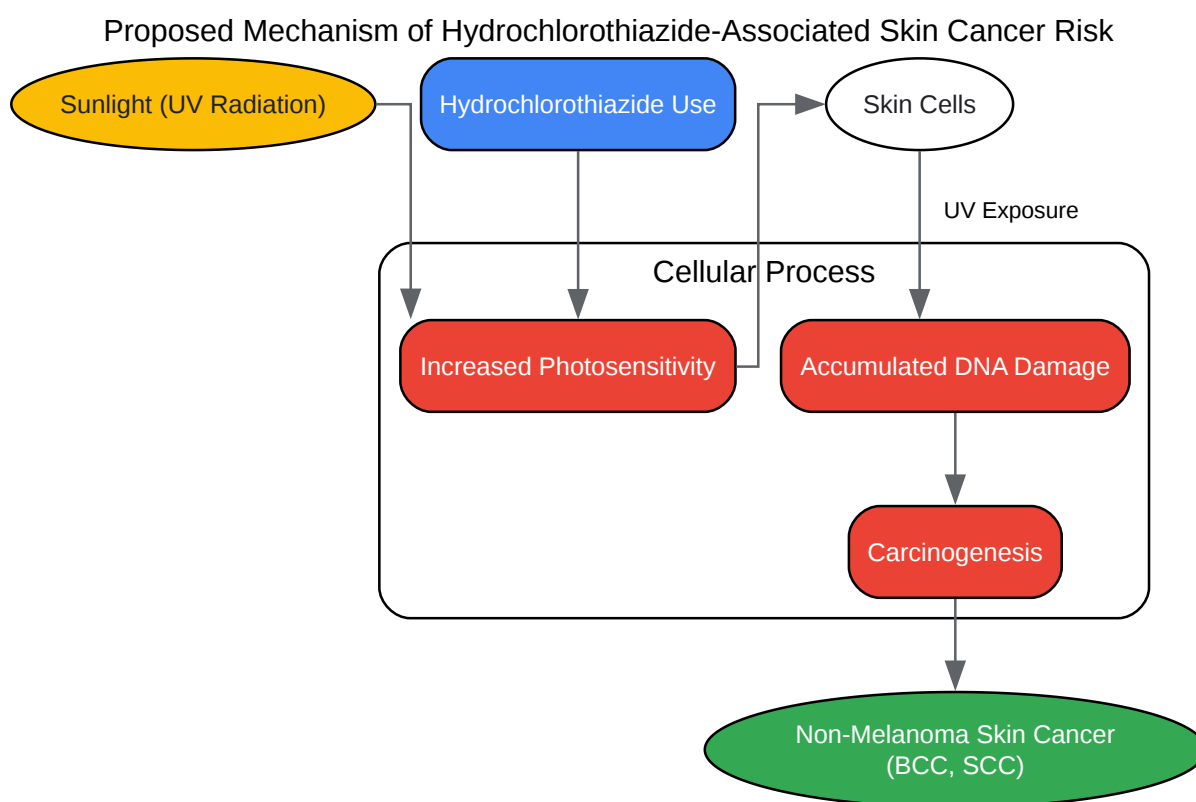 Proposed Mechanism of Hydrochlorothiazide-Associated Skin Cancer Risk
Sunlight (UV Radiation)
Hydrochlorothiazide Use
Skin Cells
UV Exposure
Cellular Process
Increased Photosensitivity
Accumulated DNA Damage
Carcinogenesis
Non-Melanoma Skin Cancer
(BCC, SCC)